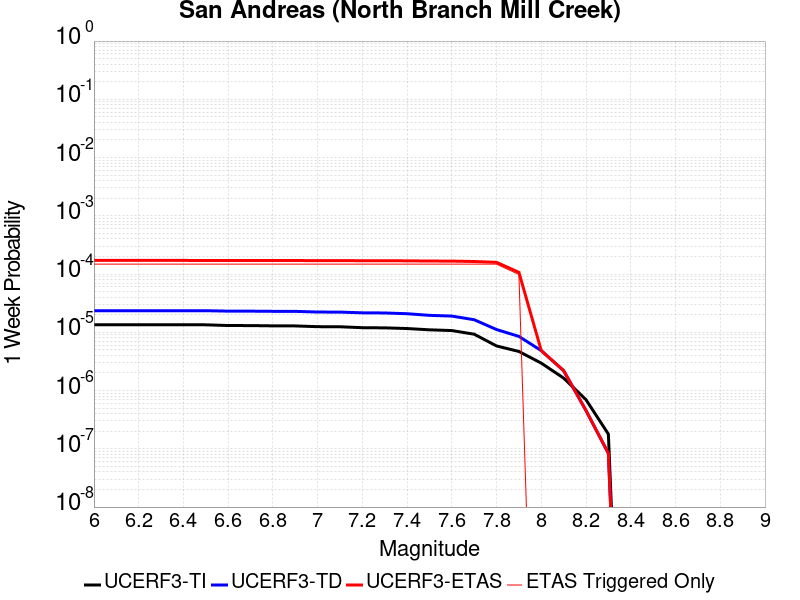 San Andreas (North Branch Mill Creek)
10 0
10 -1
10 -2
10 -3
10 -4
10 -5
10 -6
10 -7
10 -8
1 Week Probability
6 6.2 6.4 6.6 6.8 7 7.2 7.4 7.6 7.8 8 8.2 8.4 8.6 8.8 9
Magnitude
UCERF3-TI UCERF3-TD UCERF3-ETAS ETAS Triggered Only